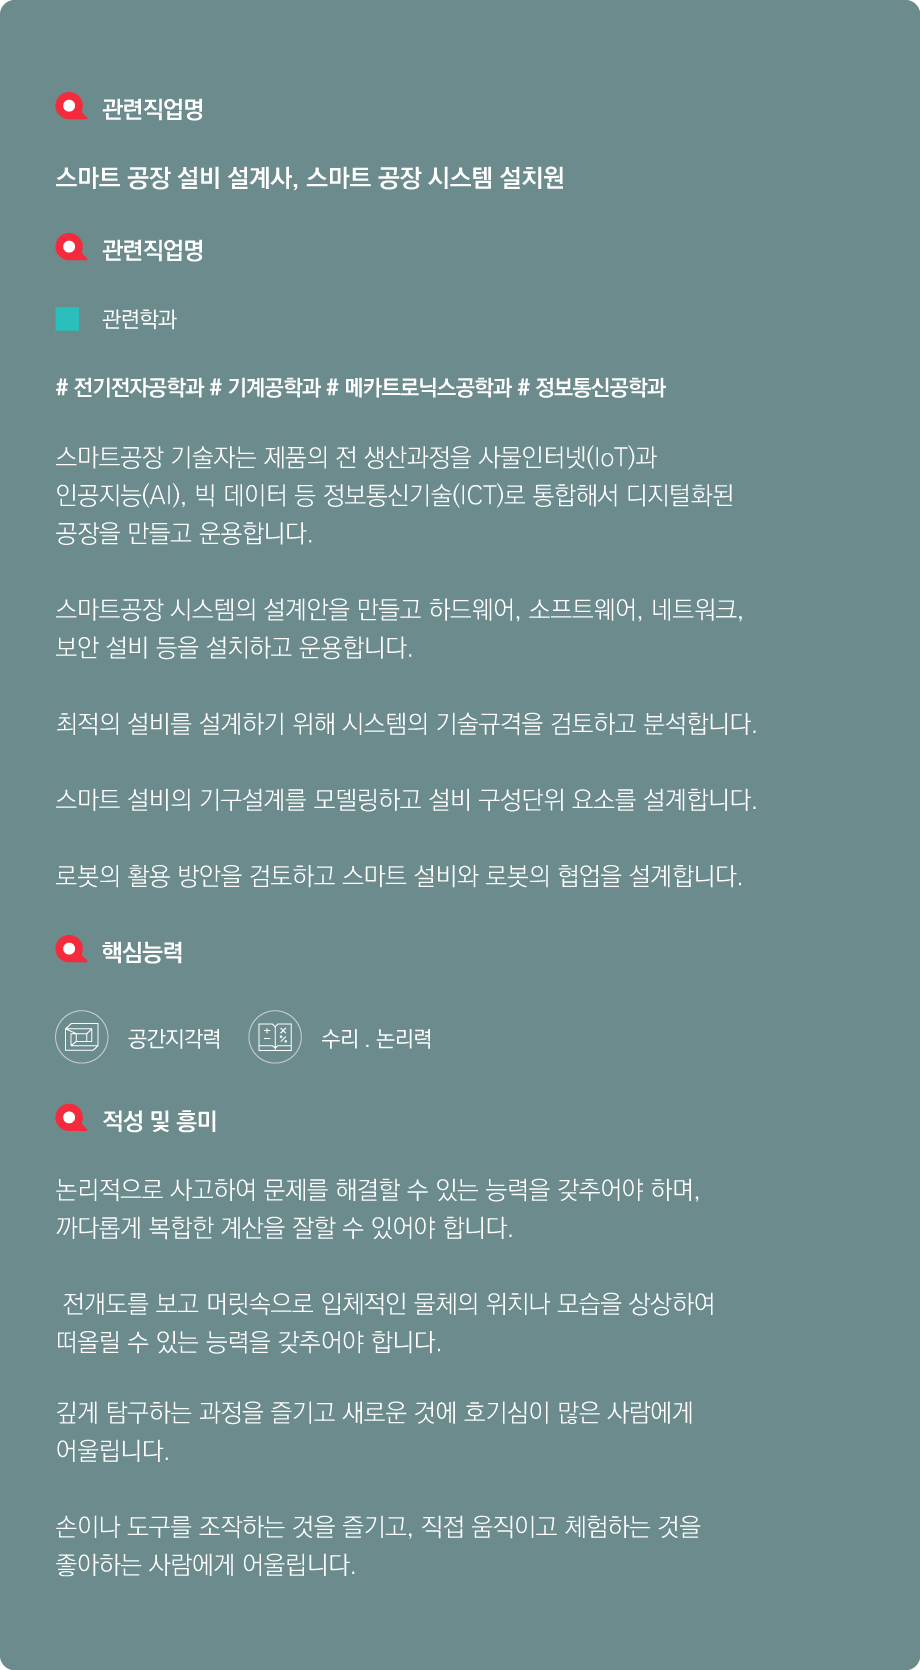 관련직업명
스마트 공장 설비 설계사, 스마트 공장 시스템 설치원
관련직업명
관련학과
# 전기전자공학과 # 기계공학과 # 메카트로닉스공학과 # 정보통신공학과
스마트공장 기술자는 제품의 전 생산과정을 사물인터넷(IoT)과
인공지능(AI), 빅 데이터 등 정보통신기술(ICT)로 통합해서 디지털화된
공장을 만들고 운용합니다.
스마트공장 시스템의 설계안을 만들고 하드웨어, 소프트웨어, 네트워크,
보안 설비 등을 설치하고 운용합니다.
최적의 설비를 설계하기 위해 시스템의 기술규격을 검토하고 분석합니다.
스마트 설비의 기구설계를 모델링하고 설비 구성단위 요소를 설계합니다.
로봇의 활용 방안을 검토하고 스마트 설비와 로봇의 협업을 설계합니다.
핵심능력
공간지각력 수리 . 논리력
적성 및 흥미
논리적으로 사고하여 문제를 해결할 수 있는 능력을 갖추어야 하며,
까다롭게 복합한 계산을 잘할 수 있어야 합니다.
전개도를 보고 머릿속으로 입체적인 물체의 위치나 모습을 상상하여
떠올릴 수 있는 능력을 갖추어야 합니다.
깊게 탐구하는 과정을 즐기고 새로운 것에 호기심이 많은 사람에게
어울립니다.
손이나 도구를 조작하는 것을 즐기고, 직접 움직이고 체험하는 것을
좋아하는 사람에게 어울립니다.